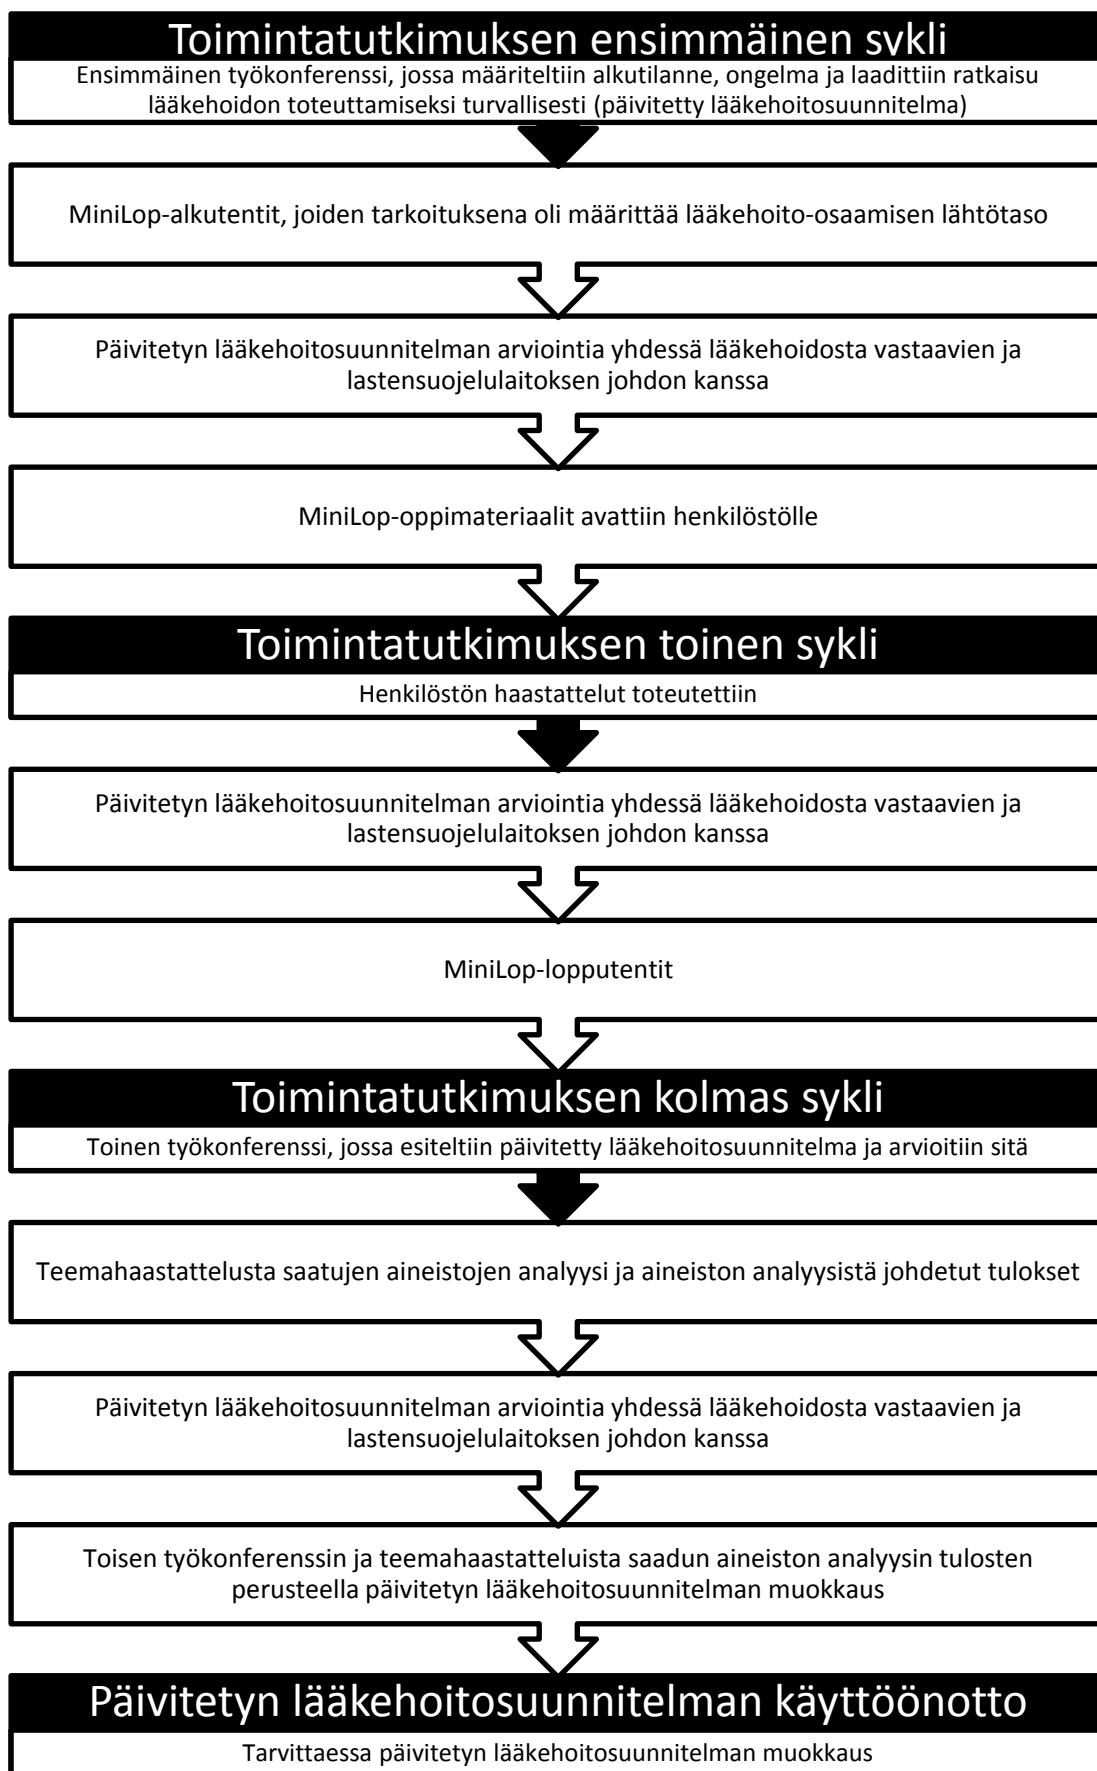 Toimintatutkimuksen ensimmäinen sykli
Ensimmäinen työkonferenssi, jossa määriteltiin alkutilanne, ongelma ja laadittiin ratkaisu
lääkehoidon toteuttamiseksi turvallisesti (päivitetty lääkehoitosuunnitelma)
MiniLop-alkutentit, joiden tarkoituksena oli määrittää lääkehoito-osaamisen lähtötaso
Päivitetyn lääkehoitosuunnitelman arviointia yhdessä lääkehoidosta vastaavien ja
lastensuojelulaitoksen johdon kanssa
MiniLop-oppimateriaalit avattiin henkilöstölle
Toimintatutkimuksen toinen sykli
Henkilöstön haastattelut toteutettiin
Päivitetyn lääkehoitosuunnitelman arviointia yhdessä lääkehoidosta vastaavien ja
lastensuojelulaitoksen johdon kanssa
MiniLop-lopputentit
Toimintatutkimuksen kolmas sykli
Toinen työkonferenssi, jossa esiteltiin päivitetty lääkehoitosuunnitelma ja arvioitiin sitä
Teemahaastattelusta saatujen aineistojen analyysi ja aineiston analyysistä johdetut tulokset
Päivitetyn lääkehoitosuunnitelman arviointia yhdessä lääkehoidosta vastaavien ja
lastensuojelulaitoksen johdon kanssa
Toisen työkonferenssin ja teemahaastatteluista saadun aineiston analyysin tulosten
perusteella päivitetyn lääkehoitosuunnitelman muokkaus
Päivitetyn lääkehoitosuunnitelman käyttöönotto
Tarvittaessa päivitetyn lääkehoitosuunnitelman muokkaus